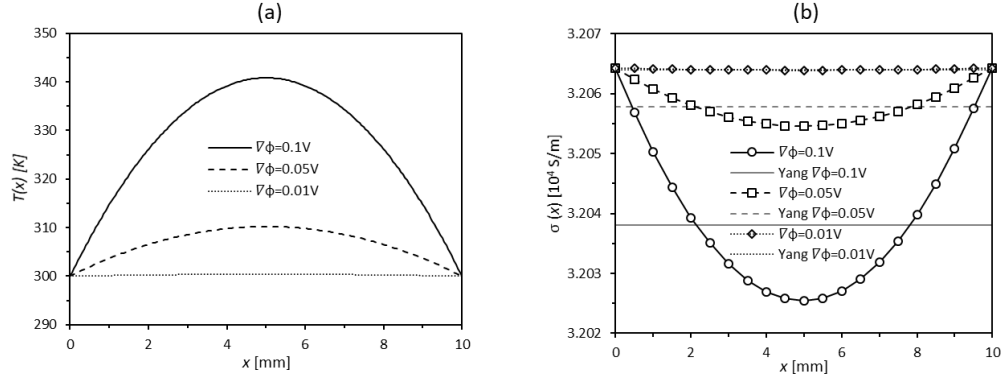 (a)
350
340
330
320
310
300
290
T(x) [K]
∇ϕ=0.1V
∇ϕ=0.05V
∇ϕ=0.01V
0 2 4 6 8 10
x [mm]
(b)
3.207
3.206
3.205
3.204
3.203
3.202
σ (x) [10⁴ S/m]
∇ϕ=0.1V
Yang ∇ϕ=0.1V
∇ϕ=0.05V
Yang ∇ϕ=0.05V
∇ϕ=0.01V
Yang ∇ϕ=0.01V
0 2 4 6 8 10
x [mm]